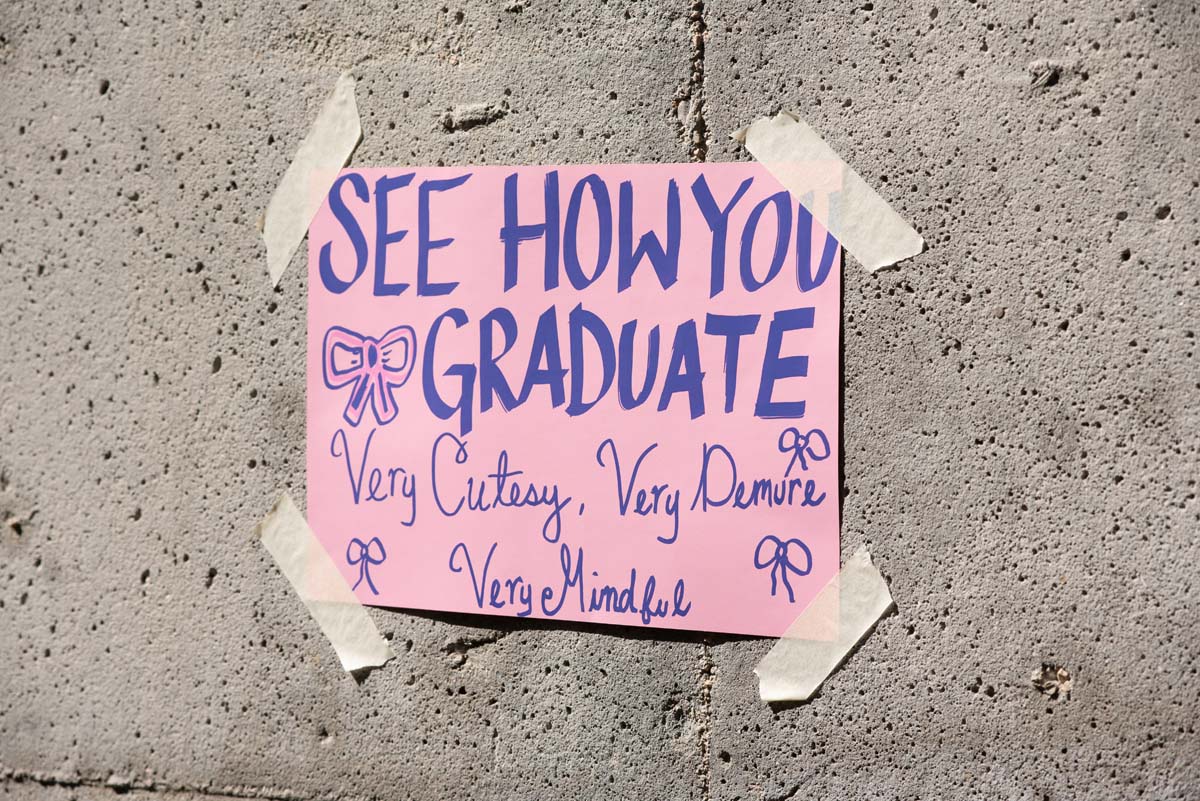 SEE HOW YOU
GRADUATE
Very Cutesy, Very Demure
Very Mindful